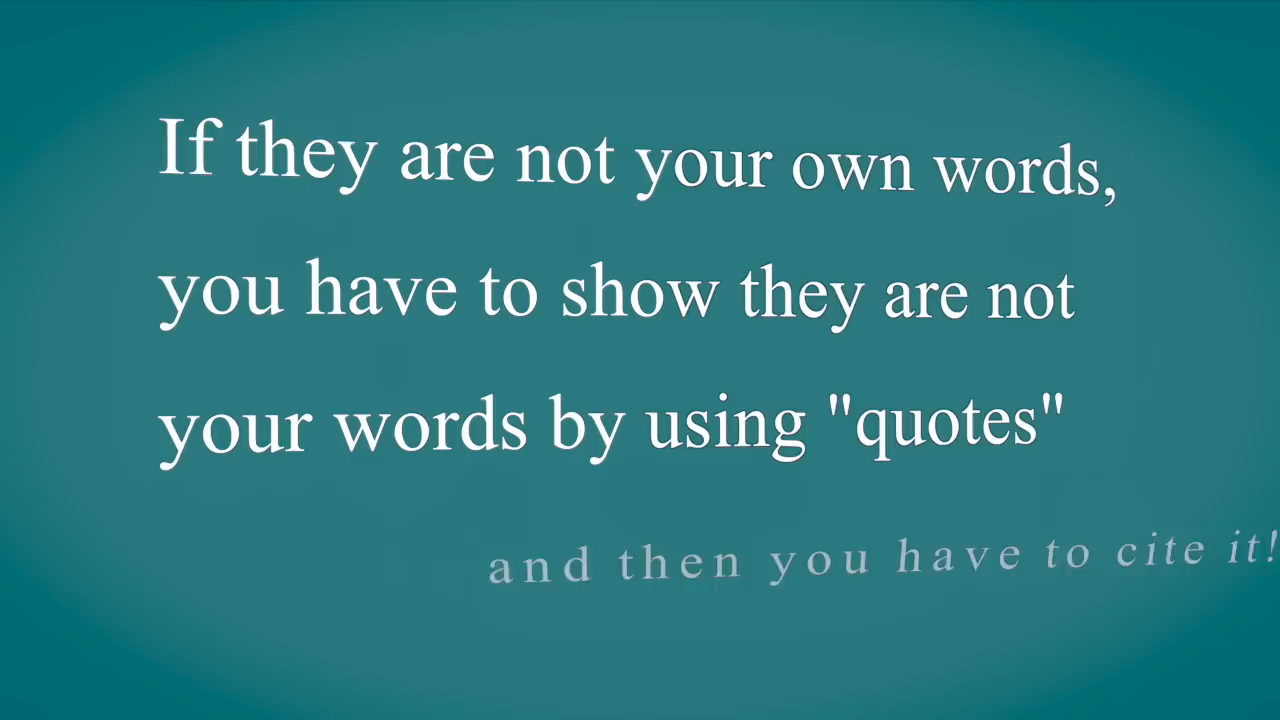 If they are not your own words,
you have to show they are not
your words by using "quotes"
and then you have to cite it!